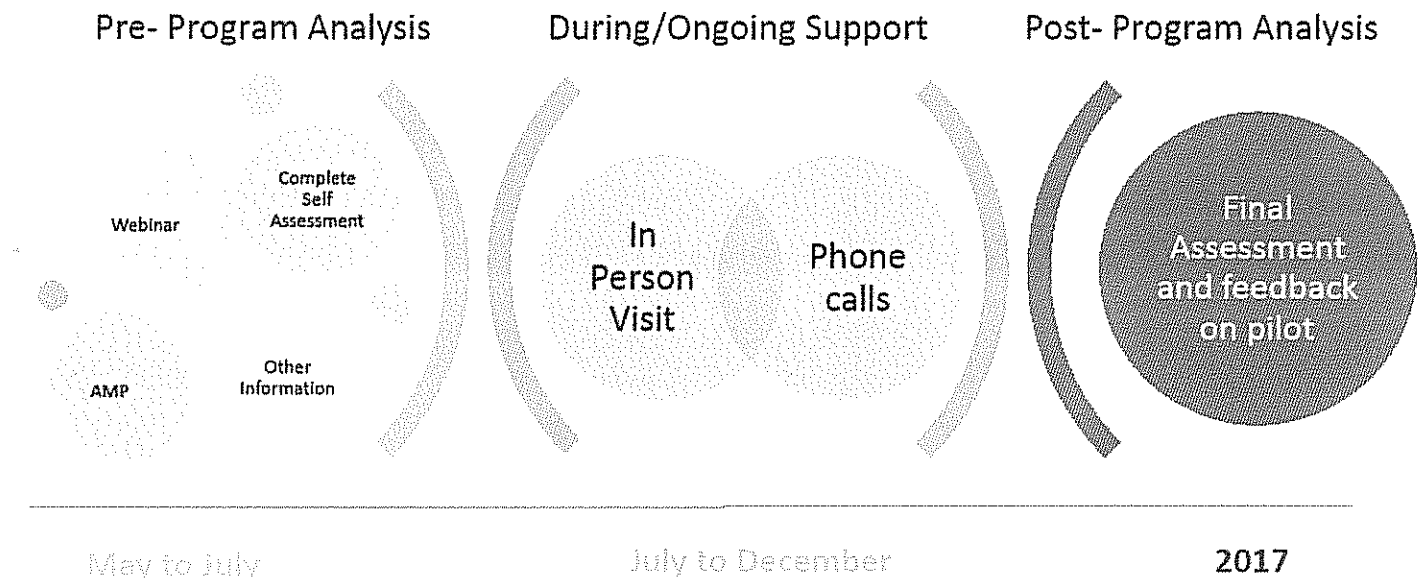 Pre- Program Analysis
During/Ongoing Support
Post- Program Analysis
Webinar
Complete
Self
Assessment
AMP
Other
Information
In
Person
Visit
Phone
calls
Final
Assessment
and feedback
on pilot
May to July
July to December
2017